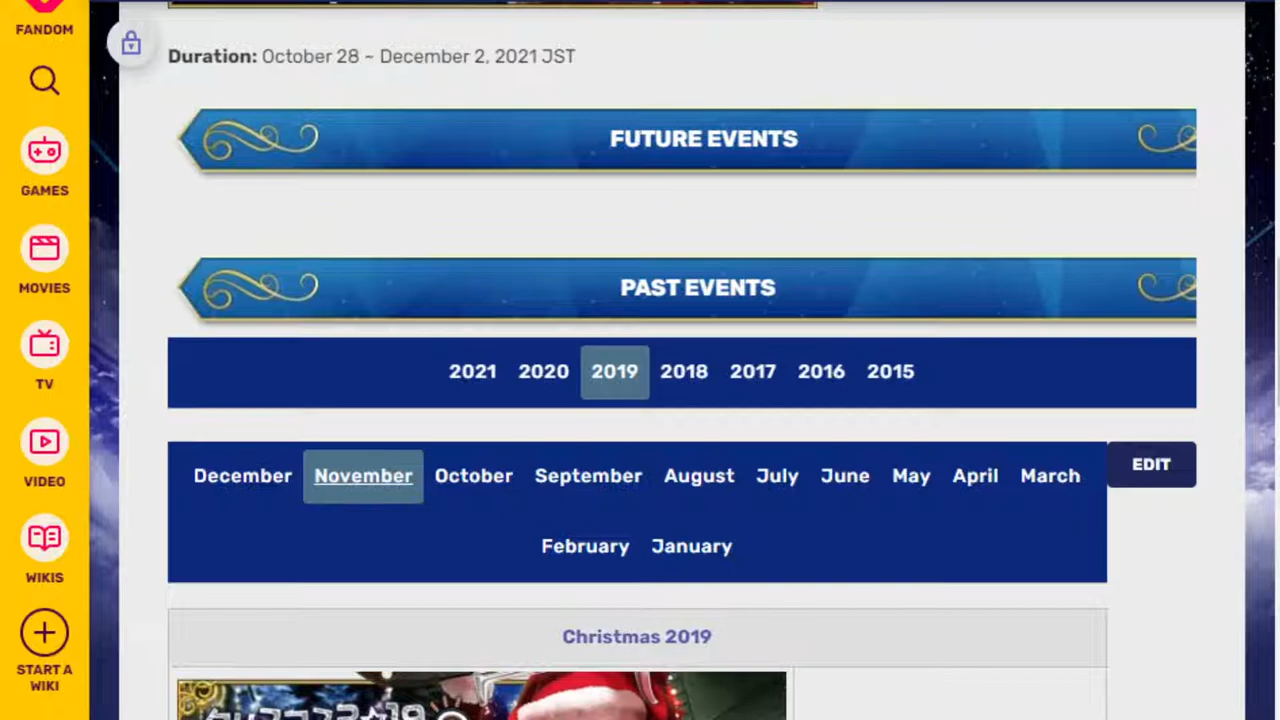 FANDOM
GAMES
MOVIES
TV
VIDEO
WIKIS
START A
WIKI
Duration: October 28 ~ December 2, 2021 JST
FUTURE EVENTS
PAST EVENTS
2021 2020 2019 2018 2017 2016 2015
December November October September August July June May April March
February January
EDIT
Christmas 2019